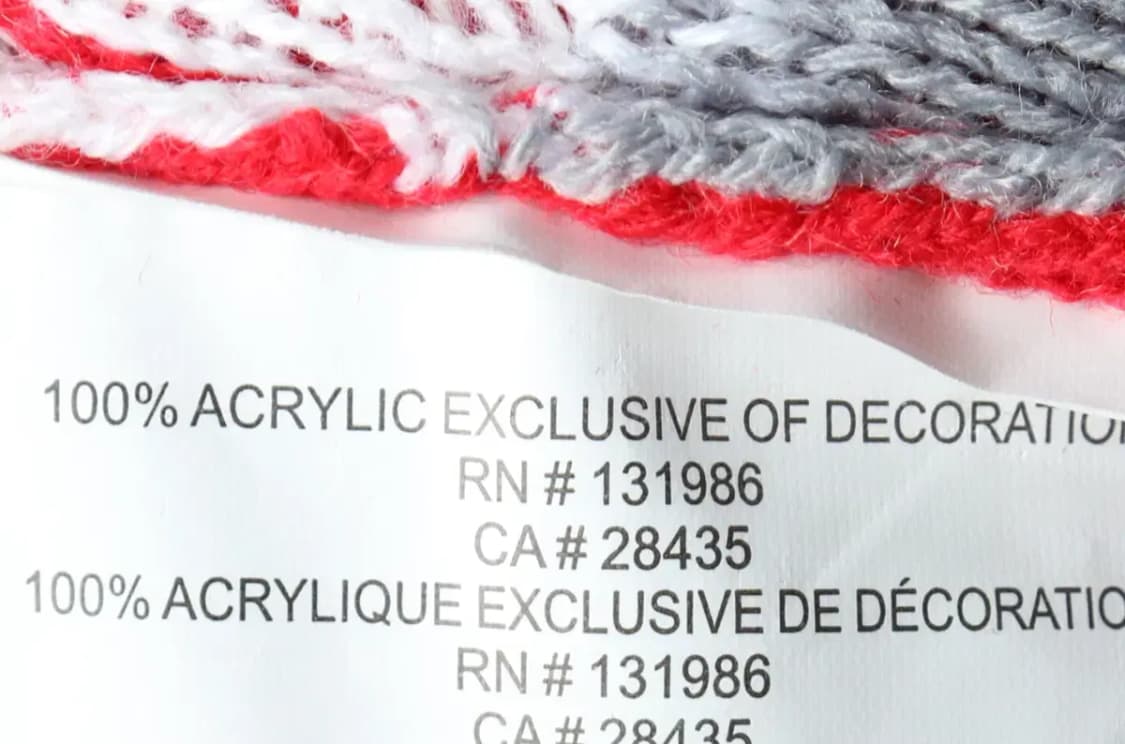 100% ACRYLIC EXCLUSIVE OF
RN # 131986
CA # 28435
100% ACRYLIQUE EXCLUSIVE DE
RN # 131986
CA # 28435